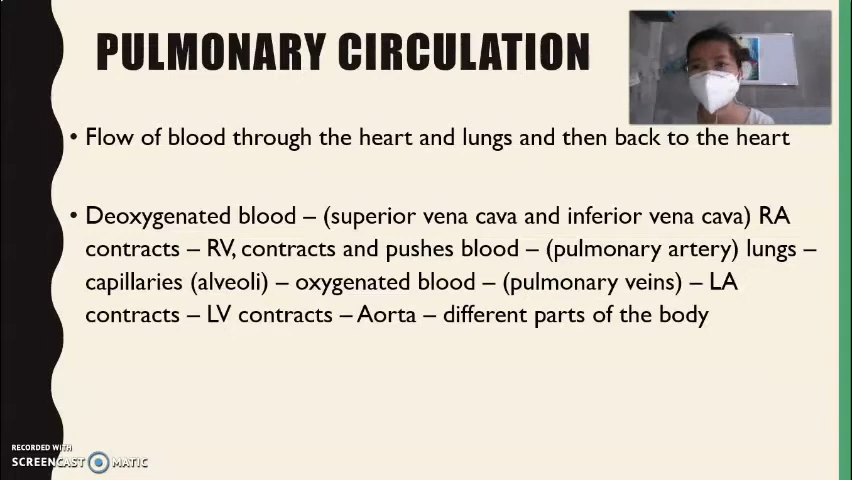 PULMONARY CIRCULATION
• Flow of blood through the heart and lungs and then back to the heart
• Deoxygenated blood – (superior vena cava and inferior vena cava) RA
contracts – RV, contracts and pushes blood – (pulmonary artery) lungs –
capillaries (alveoli) – oxygenated blood – (pulmonary veins) – LA
contracts – LV contracts – Aorta – different parts of the body
RECORDED WITH
SCREENCAST MATIC